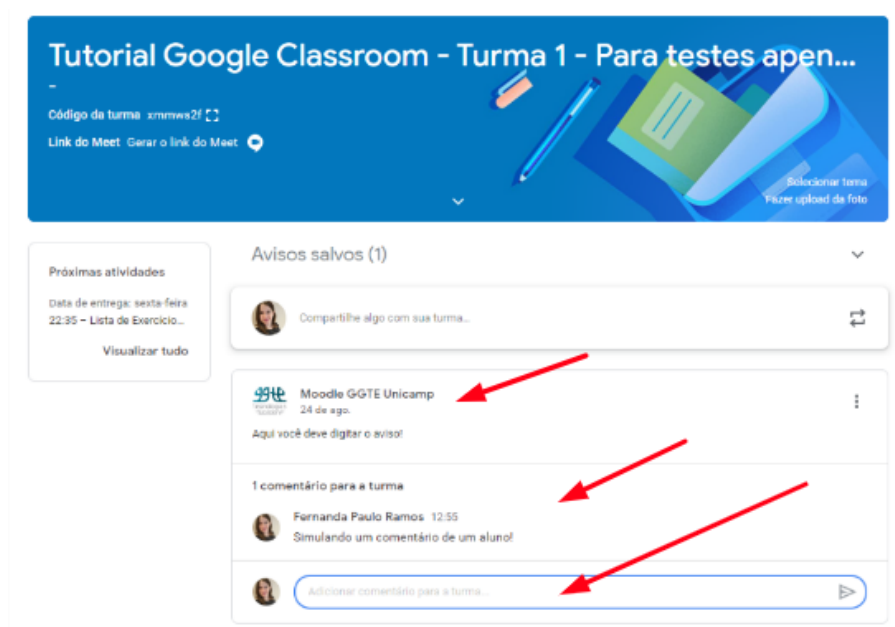 Tutorial Google Classroom - Turma 1 - Para testes apen...
-
Código da turma xmmws2f
Link do Meet Gerar o link do Meet
Selecionar tema
Fazer upload da foto
Próximas atividades
Data de entrega: sexta-feira
22:35 – Lista de Exercício...
Visualizar tudo
Avisos salvos (1)
Compartilhe algo com sua turma...
ggte
Moodle GGTE Unicamp
24 de ago.
Aqui você deve digitar o aviso!
1 comentário para a turma
Fernanda Paulo Ramos 12:55
Simulando um comentário de um aluno!
Adicionar comentário para a turma...